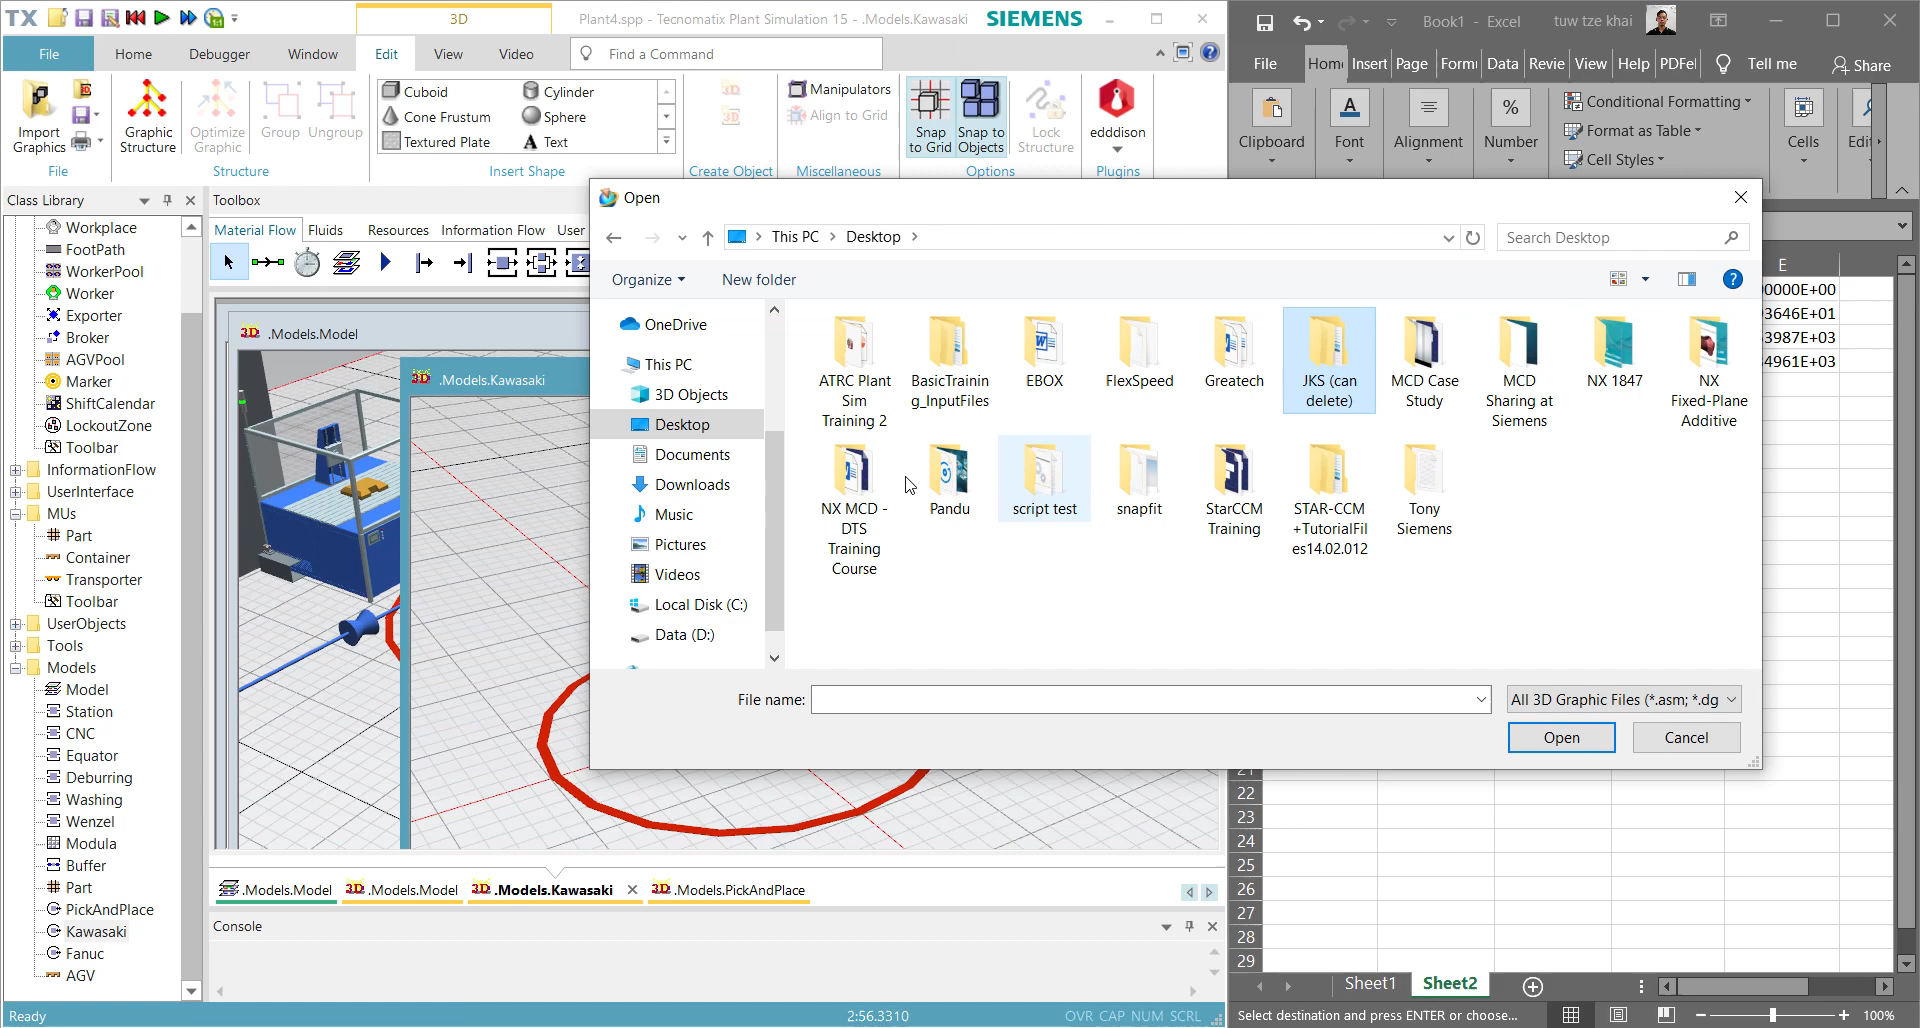 TX
3D
Plant4.spp - Tecnomatix Plant Simulation 15 - .Models.Kawasaki
SIEMENS
Book1 - Excel
tuw tze khai
File
Home
Debugger
Window
Edit
View
Video
Find a Command
File
Insert
Page
Data
Revie
View
Help
PDFel
Tell me
Share
Import
Graphics
Graphic
Structure
Optimize
Graphic
Group
Ungroup
Cuboid
Cylinder
Cone Frustum
Sphere
Textured Plate
Text
Manipulators
Align to Grid
Snap
to Grid
Snap to
Objects
Lock
Structure
edddison
File
Structure
Insert Shape
Create Object
Miscellaneous
Options
Plugins
Clipboard
Font
Alignment
Number
Conditional Formatting
Format as Table
Cell Styles
Cells
Class Library
Toolbox
Material Flow
Fluids
Resources
Information Flow
User
Workplace
FootPath
WorkerPool
Worker
Exporter
Broker
AGVPool
Marker
ShiftCalendar
LockoutZone
Toolbar
InformationFlow
UserInterface
MUs
Part
Container
Transporter
Toolbar
UserObjects
Tools
Models
Model
Station
CNC
Equator
Deburring
Washing
Wenzel
Modula
Buffer
Part
PickAndPlace
Kawasaki
Fanuc
AGV
3D .Models.Model
3D .Models.Kawasaki
Open
This PC
Desktop
Search Desktop
Organize
New folder
OneDrive
This PC
3D Objects
Desktop
Documents
Downloads
Music
Pictures
Videos
Local Disk (C:)
Data (D:)
ATRC Plant
Sim
Training 2
BasicTrainin
g_InputFiles
EBOX
FlexSpeed
Greatech
JKS (can
delete)
MCD Case
Study
MCD
Sharing at
Siemens
NX 1847
NX
Fixed-Plane
Additive
NX MCD -
DTS
Training
Course
Pandu
script test
snapfit
StarCCM
Training
STAR-CCM
+TutorialFil
es14.02.012
Tony
Siemens
File name:
All 3D Graphic Files (*.asm; *.dg
Open
Cancel
E
0000E+00
3646E+01
3987E+03
4961E+03
21
22
23
24
25
26
27
28
29
.Models.Model
3D .Models.Model
3D .Models.Kawasaki
3D .Models.PickAndPlace
Console
Sheet1
Sheet2
Ready
2:56.3310
OVR CAP NUM SCRL
Select destination and press ENTER or choose...
100%